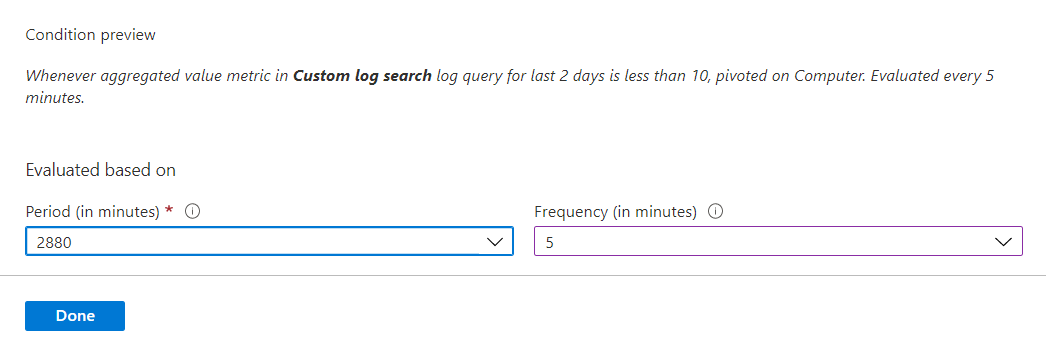 Condition preview
Whenever aggregated value metric in Custom log search log query for last 2 days is less than 10, pivoted on Computer. Evaluated every 5
minutes.
Evaluated based on
Period (in minutes) * Frequency (in minutes)
2880 5
Done